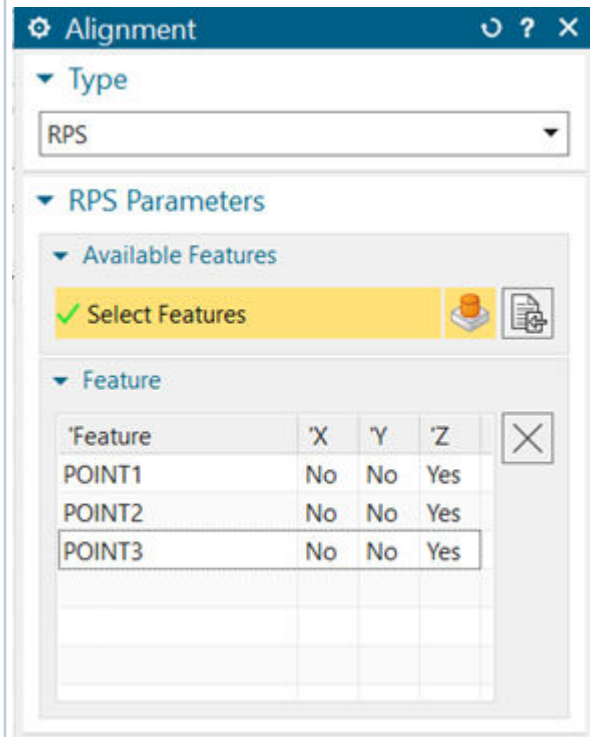 Alignment ?
Type
RPS
RPS Parameters
Available Features
Select Features
Feature
'Feature 'X 'Y 'Z
POINT1 No No Yes
POINT2 No No Yes
POINT3 No No Yes